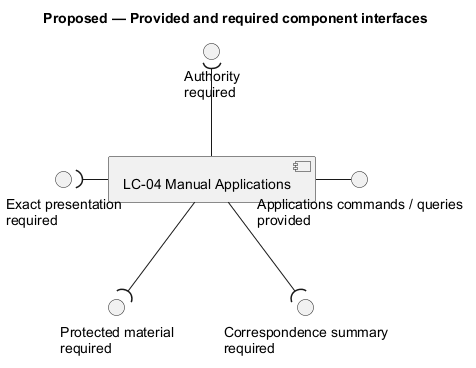 Proposed — Provided and required component interfaces
Authority
required
LC-04 Manual Applications
Exact presentation
required
Applications commands / queries
provided
Protected material
required
Correspondence summary
required